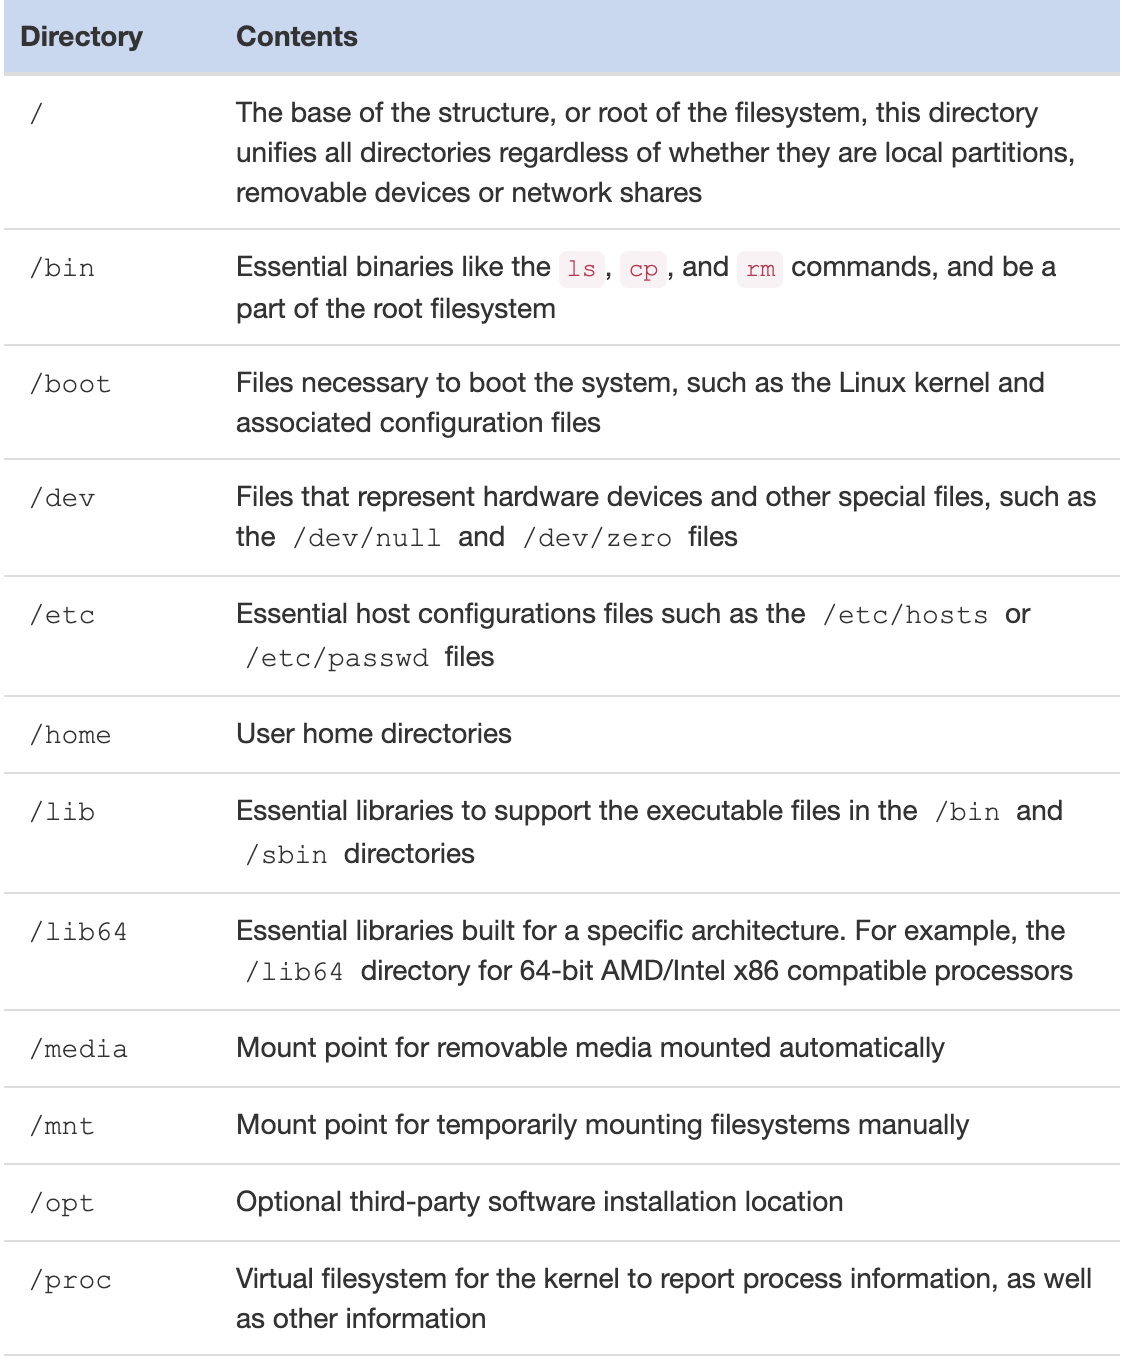 Directory Contents
/ The base of the structure, or root of the filesystem, this directory
unifies all directories regardless of whether they are local partitions,
removable devices or network shares
/bin Essential binaries like the ls, cp, and rm commands, and be a
part of the root filesystem
/boot Files necessary to boot the system, such as the Linux kernel and
associated configuration files
/dev Files that represent hardware devices and other special files, such as
the /dev/null and /dev/zero files
/etc Essential host configurations files such as the /etc/hosts or
/etc/passwd files
/home User home directories
/lib Essential libraries to support the executable files in the /bin and
/sbin directories
/lib64 Essential libraries built for a specific architecture. For example, the
/lib64 directory for 64-bit AMD/Intel x86 compatible processors
/media Mount point for removable media mounted automatically
/mnt Mount point for temporarily mounting filesystems manually
/opt Optional third-party software installation location
/proc Virtual filesystem for the kernel to report process information, as well
as other information